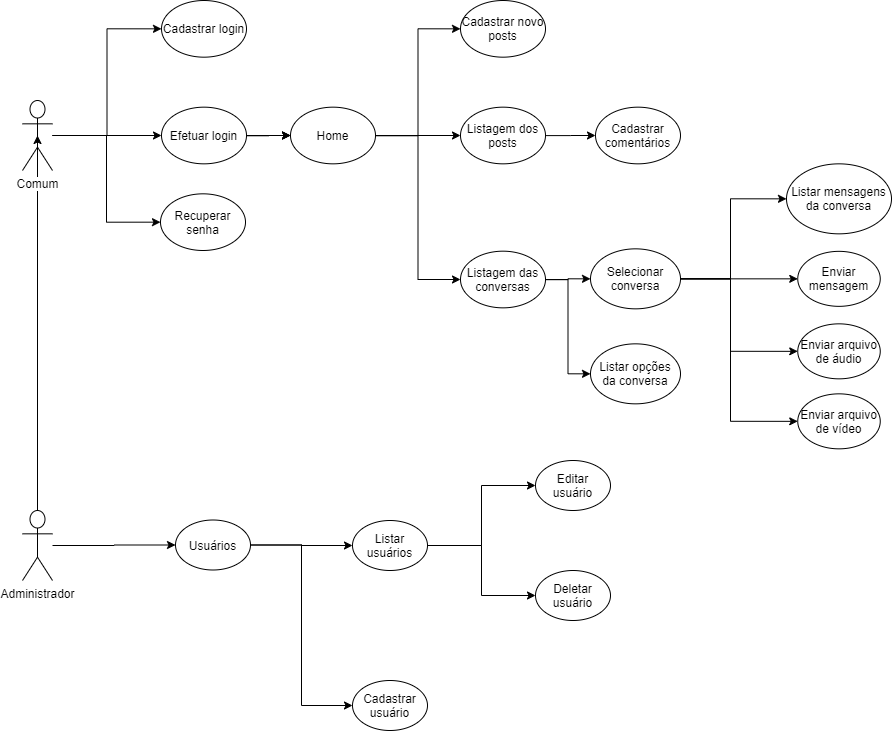 Cadastrar login
Cadastrar novo
posts
Efetuar login
Home
Listagem dos
posts
Cadastrar
comentários
Comum
Recuperar
senha
Listar mensagens
da conversa
Listagem das
conversas
Selecionar
conversa
Enviar
mensagem
Enviar arquivo
de áudio
Listar opções
da conversa
Enviar arquivo
de vídeo
Editar
usuário
Usuários
Listar
usuários
Administrador
Deletar
usuário
Cadastrar
usuário